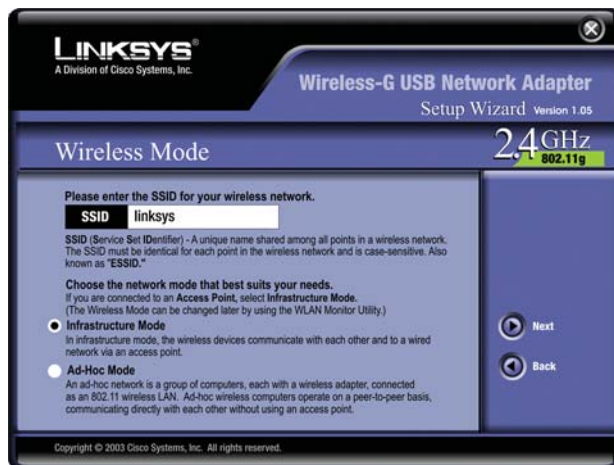 LINKSYS®
A Division of Cisco Systems, Inc.
Wireless-G USB Network Adapter
Setup Wizard Version 1.05
Wireless Mode
2.4 GHz
802.11g
Please enter the SSID for your wireless network.
SSID linksys
SSID (Service Set IDentifier) - A unique name shared among all points in a wireless network.
The SSID must be identical for each point in the wireless network and is case-sensitive. Also
known as "ESSID."
Choose the network mode that best suits your needs.
If you are connected to an Access Point, select Infrastructure Mode.
(The Wireless Mode can be changed later by using the WLAN Monitor Utility.)
Infrastructure Mode
In infrastructure mode, the wireless devices communicate with each other and to a wired
network via an access point.
Ad-Hoc Mode
An ad-hoc network is a group of computers, each with a wireless adapter, connected
as an 802.11 wireless LAN. Ad-hoc wireless computers operate on a peer-to-peer basis,
communicating directly with each other without using an access point.
Next
Back
Copyright © 2003 Cisco Systems, Inc. All rights reserved.